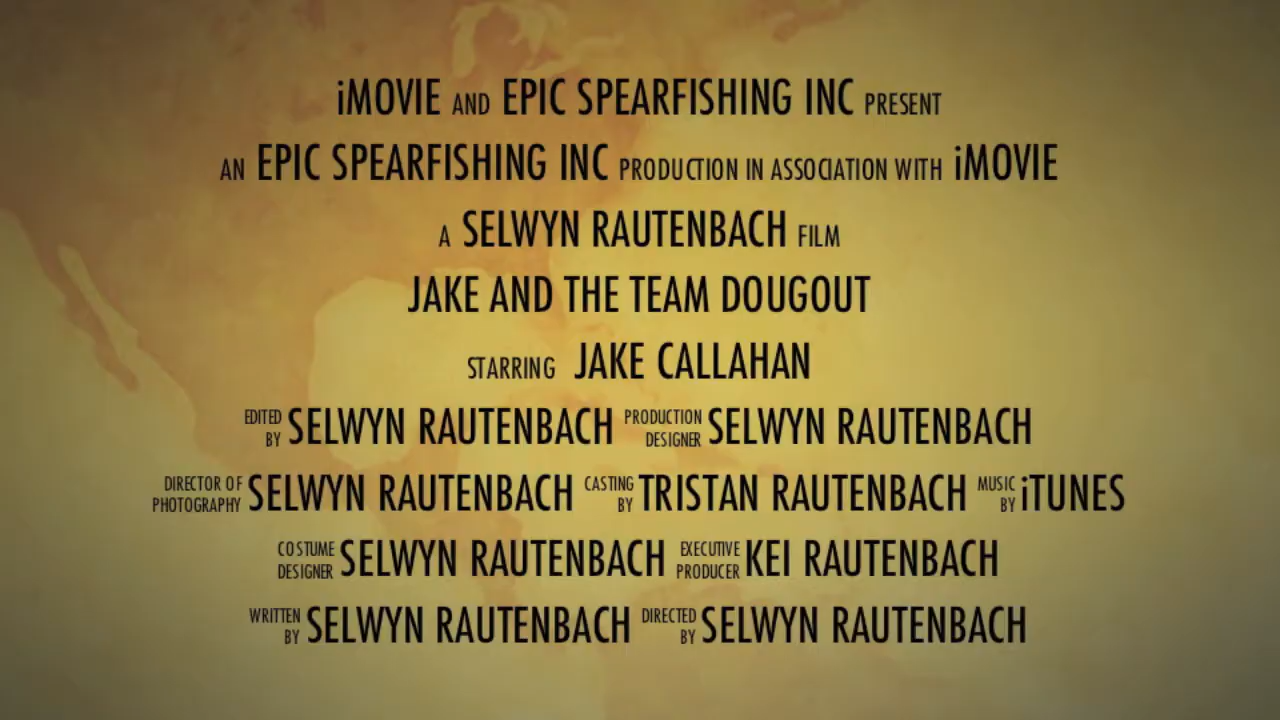 iMOVIE AND EPIC SPEARFISHING INC PRESENT
AN EPIC SPEARFISHING INC PRODUCTION IN ASSOCIATION WITH iMOVIE
A SELWYN RAUTENBACH FILM
JAKE AND THE TEAM DOUGOUT
STARRING JAKE CALLAHAN
EDITED BY SELWYN RAUTENBACH PRODUCTION DESIGNER SELWYN RAUTENBACH
DIRECTOR OF PHOTOGRAPHY SELWYN RAUTENBACH CASTING BY TRISTAN RAUTENBACH MUSIC BY iTUNES
COSTUME DESIGNER SELWYN RAUTENBACH EXECUTIVE PRODUCER KEI RAUTENBACH
WRITTEN BY SELWYN RAUTENBACH DIRECTED BY SELWYN RAUTENBACH